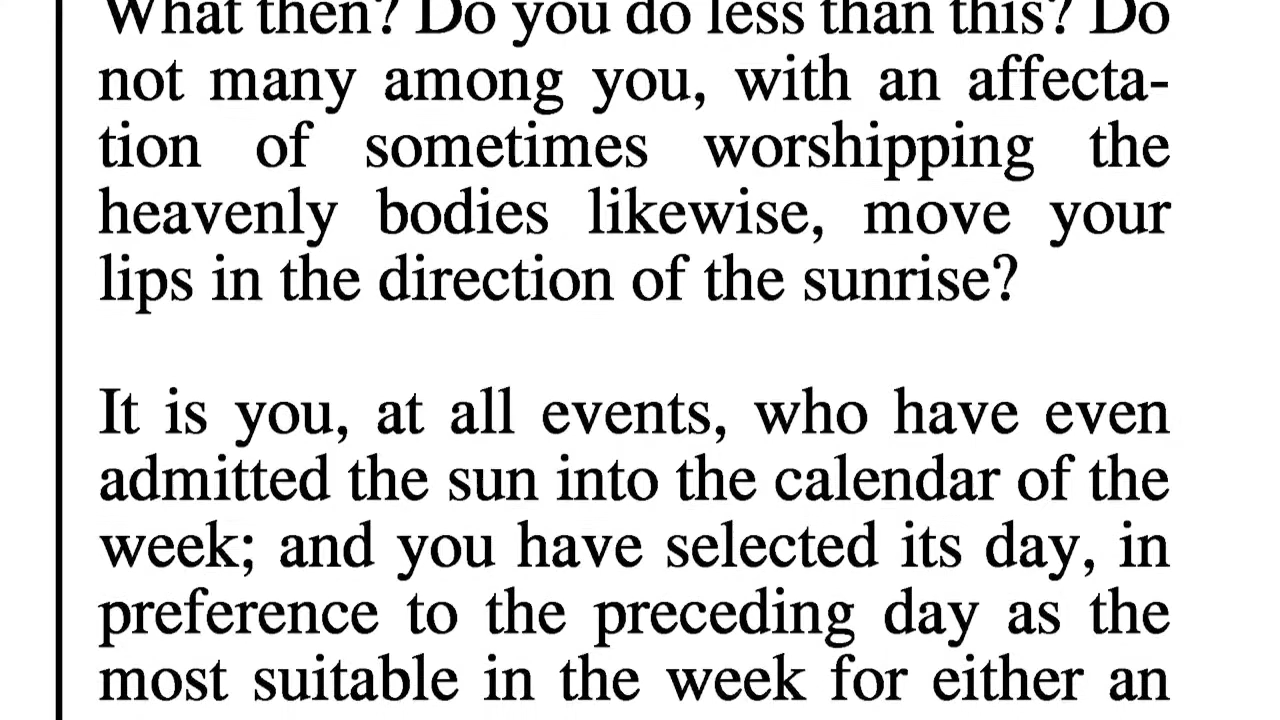 What then? Do you do less than this? Do
not many among you, with an affecta-
tion of sometimes worshipping the
heavenly bodies likewise, move your
lips in the direction of the sunrise?
It is you, at all events, who have even
admitted the sun into the calendar of the
week; and you have selected its day, in
preference to the preceding day as the
most suitable in the week for either an